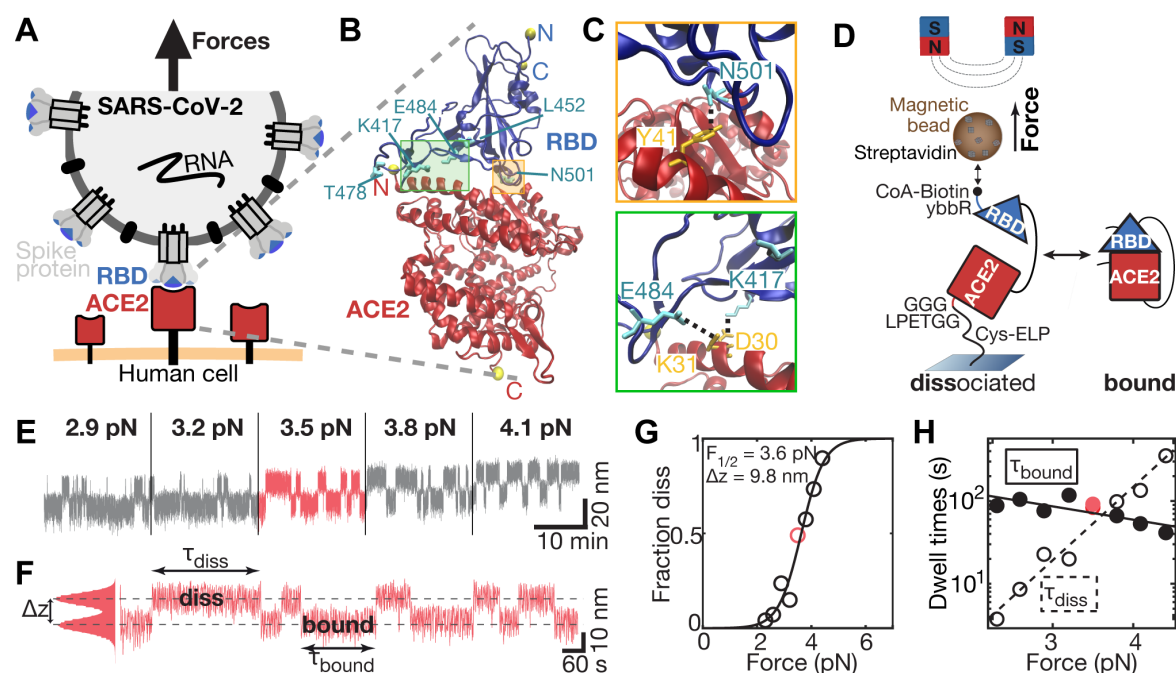 A
Forces
SARS-CoV-2
RNA
Spike
protein
RBD
ACE2
Human cell
B
N
C
E484
L452
K417
RBD
N501
T478
N
ACE2
C
C
N501
Y41
E484
K417
K31
D30
D
S
N
N
S
Magnetic
bead
Force
Streptavidin
CoA-Biotin
ybbR
RBD
ACE2
GGG
LPETGG
Cys-ELP
dissociated
RBD
ACE2
bound
E
2.9 pN
3.2 pN
3.5 pN
3.8 pN
4.1 pN
20 nm
10 min
F
τdiss
Δz
diss
bound
τbound
10 nm
60 s
G
F1/2 = 3.6 pN
Δz = 9.8 nm
Fraction diss
1
0.5
0
0
2
4
6
Force (pN)
H
τbound
Dwell times (s)
10^2
10^1
τdiss
3
4
Force (pN)